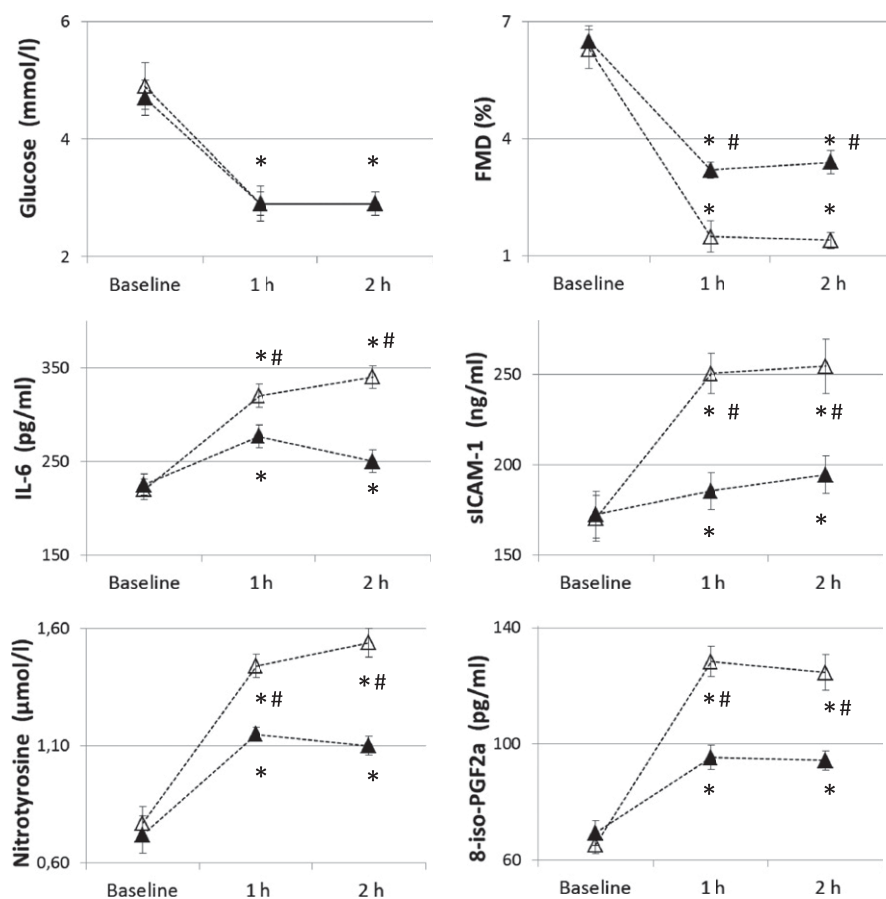 6
4
2
Glucose (mmol/l)
* *
Baseline 1 h 2 h
7
4
1
FMD (%)
* # * #
* *
Baseline 1 h 2 h
350
250
150
IL-6 (pg/ml)
* # * #
* *
Baseline 1 h 2 h
250
200
150
sICAM-1 (ng/ml)
* # * #
* *
Baseline 1 h 2 h
1,60
1,10
0,60
Nitrotyrosine (µmol/l)
* # * #
* *
Baseline 1 h 2 h
140
100
60
8-iso-PGF2a (pg/ml)
* # * #
* *
Baseline 1 h 2 h